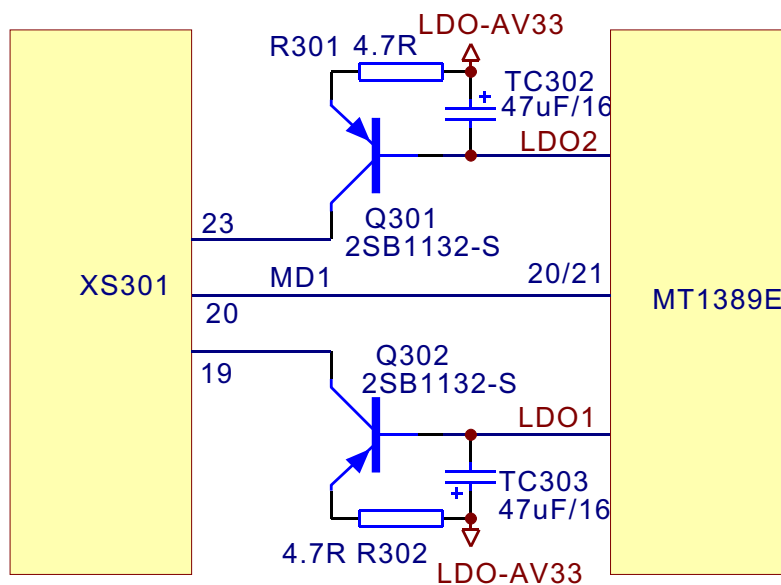 LDO-AV33
R301 4.7R
TC302
47uF/16
LDO2
Q301
2SB1132-S
23
XS301
MD1
20/21
MT1389E
20
19
Q302
2SB1132-S
LDO1
TC303
47uF/16
4.7R R302
LDO-AV33